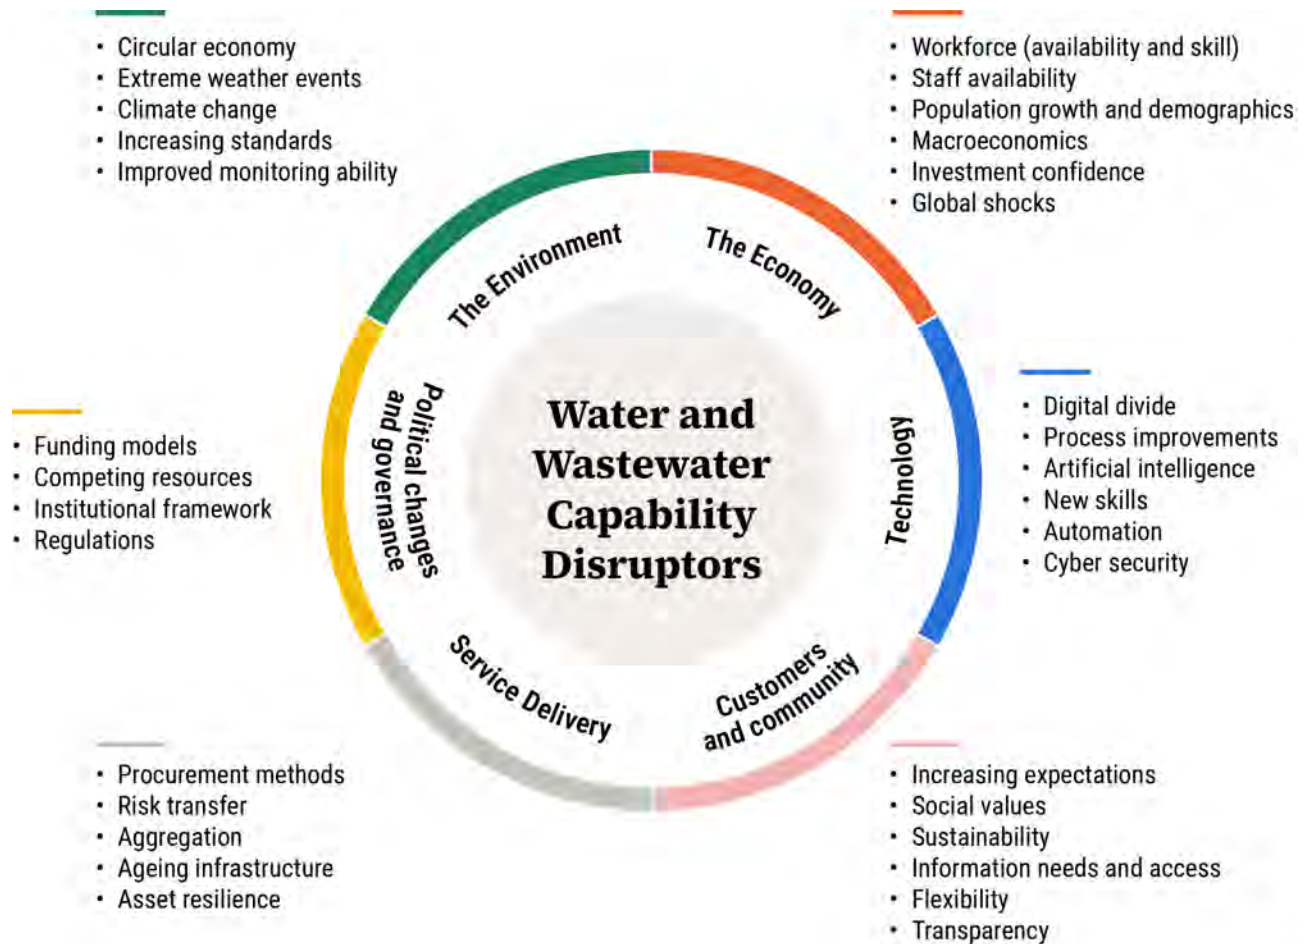 • Circular economy
• Extreme weather events
• Climate change
• Increasing standards
• Improved monitoring ability
• Workforce (availability and skill)
• Staff availability
• Population growth and demographics
• Macroeconomics
• Investment confidence
• Global shocks
The Environment
The Economy
• Funding models
• Competing resources
• Institutional framework
• Regulations
Political changes
and governance
Water and
Wastewater
Capability
Disruptors
Technology
• Digital divide
• Process improvements
• Artificial intelligence
• New skills
• Automation
• Cyber security
Service Delivery
Customers
and community
• Procurement methods
• Risk transfer
• Aggregation
• Ageing infrastructure
• Asset resilience
• Increasing expectations
• Social values
• Sustainability
• Information needs and access
• Flexibility
• Transparency